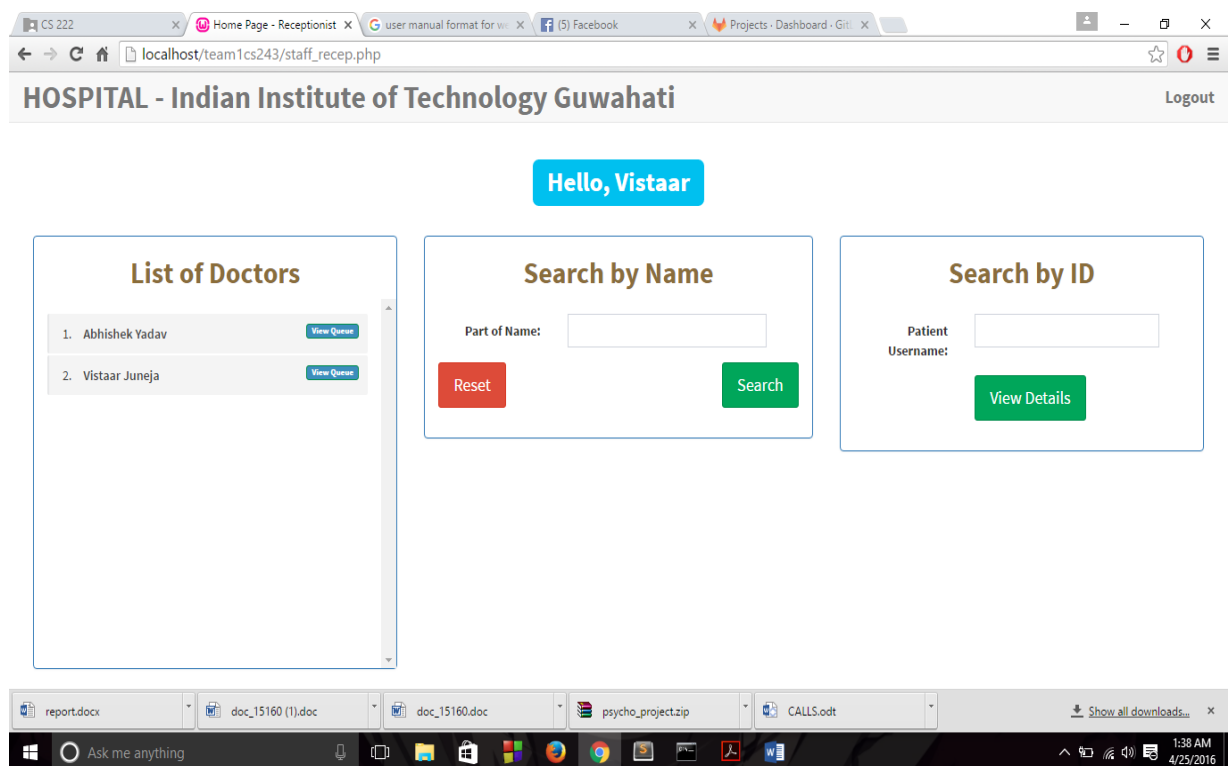 CS 222
Home Page - Receptionist
user manual format for we
(5) Facebook
Projects · Dashboard · Git
localhost/team1cs243/staff_recep.php
HOSPITAL - Indian Institute of Technology Guwahati
Logout
Hello, Vistaar
List of Doctors
1. Abhishek Yadav
View Queue
2. Vistaar Juneja
View Queue
Search by Name
Part of Name:
Reset
Search
Search by ID
Patient
Username:
View Details
report.docx
doc_15160 (1).doc
doc_15160.doc
psycho_project.zip
CALLS.odt
Show all downloads...
Ask me anything
1:38 AM
4/25/2016